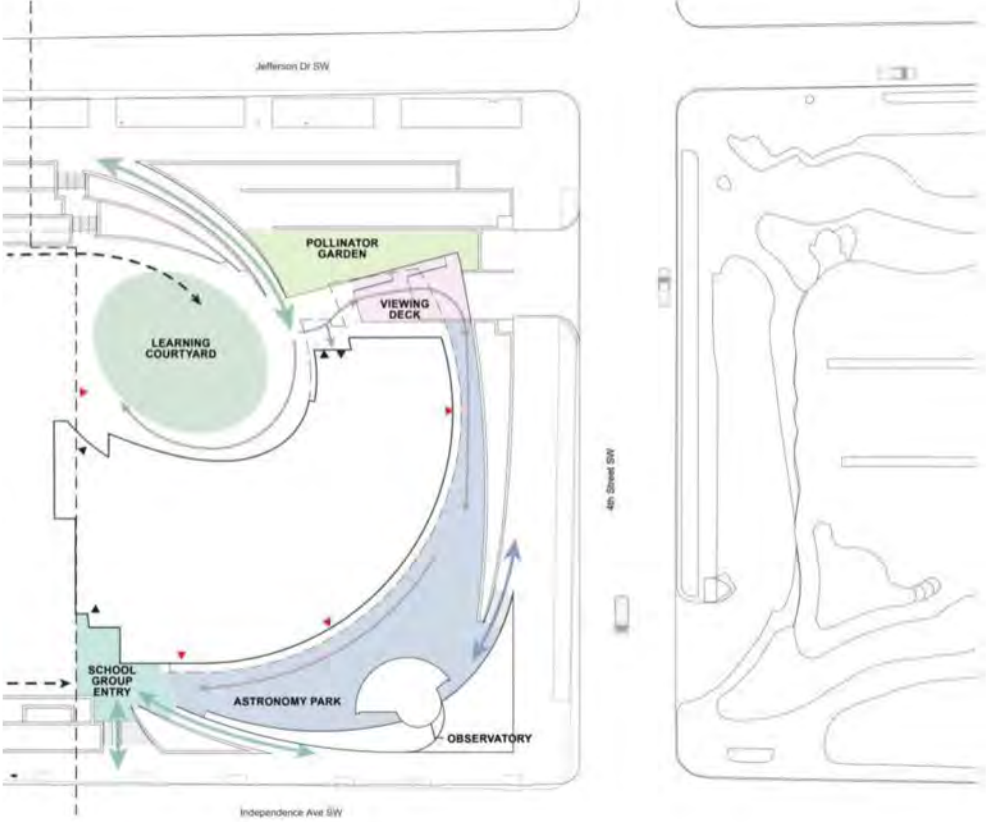 Jefferson Dr SW
POLLINATOR
GARDEN
VIEWING
DECK
LEARNING
COURTYARD
4th Street SW
SCHOOL
GROUP
ENTRY
ASTRONOMY PARK
OBSERVATORY
Independence Ave SW